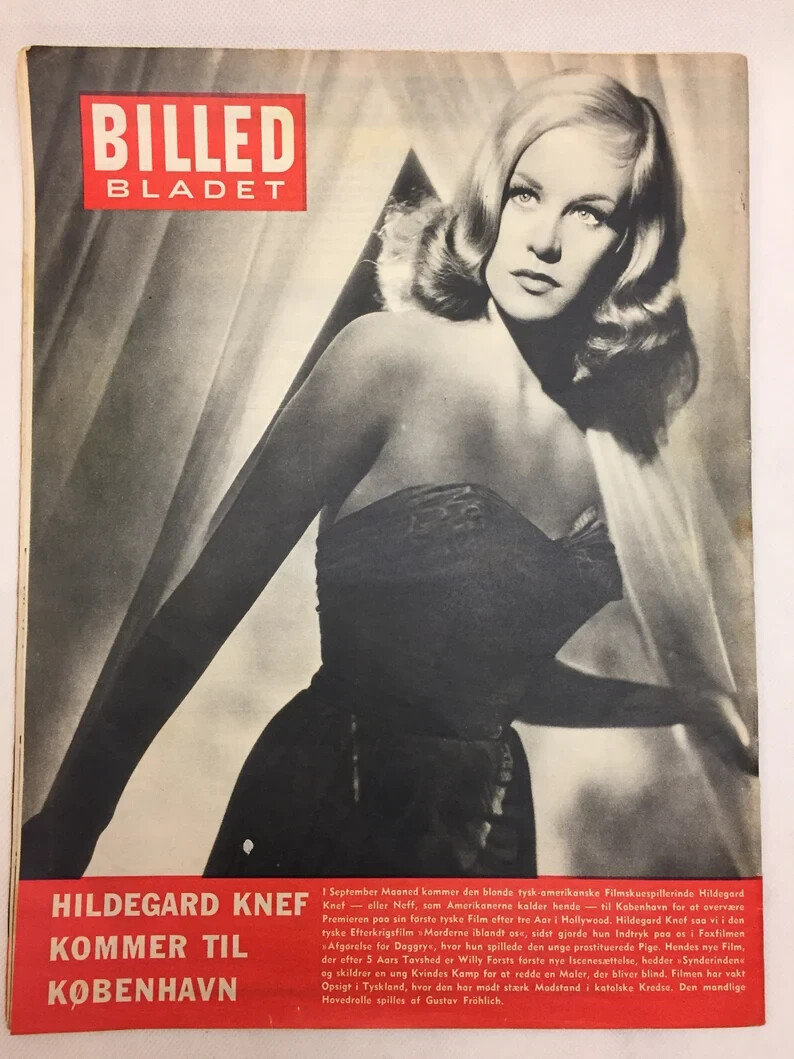 BILLED
BLADET
HILDEGARD KNEF
KOMMER TIL
KØBENHAVN
I September Maaned kommer den blonde tysk-amerikanske Filmskuespillerinde Hildegard
Knef — eller Neff, som Amerikanerne kalder hende — til København for at overvære
Premieren paa sin første tyske Film efter tre Aar i Hollywood. Hildegard Knef saa vi i den
tyske Efterkrigsfilm »Morderne iblandt os«, sidst gjorde hun Indtryk paa os i Foxfilmen
»Afgørelse før Daggry«, hvor hun spillede den unge prostituerede Pige. Hendes nye Film,
der efter 5 Aars Tavshed er Willy Forsts første nye Iscenesættelse, hedder »Synderinden«
og skildrer en ung Kvindes Kamp for at redde en Maler, der bliver blind. Filmen har vakt
Opsigt i Tyskland, hvor den har mødt stærk Modstand i katolske Kredse. Den mandlige
Hovedrolle spilles af Gustav Fröhlich.